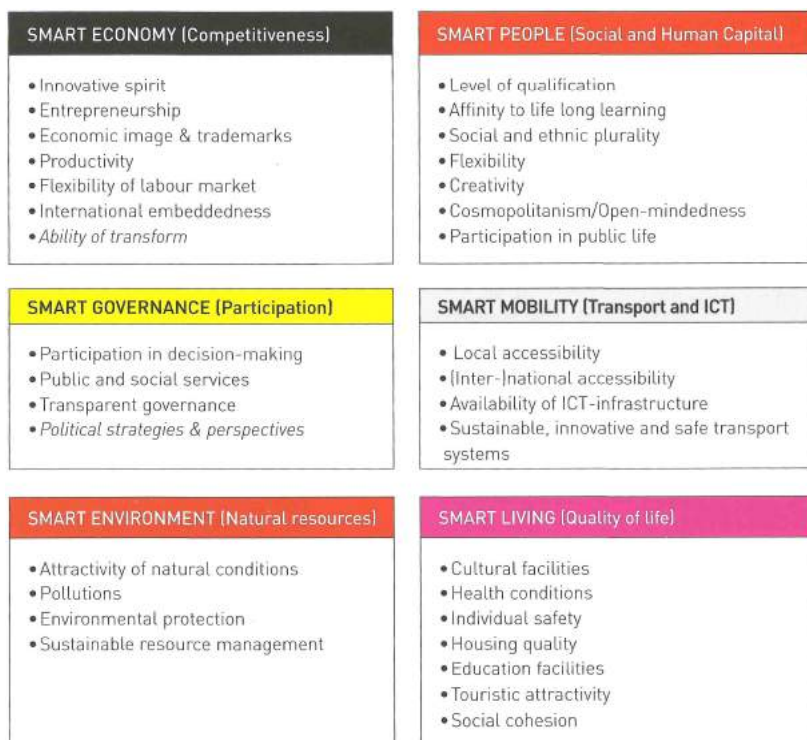 SMART ECONOMY (Competitiveness)
• Innovative spirit
• Entrepreneurship
• Economic image & trademarks
• Productivity
• Flexibility of labour market
• International embeddedness
• Ability of transform
SMART PEOPLE (Social and Human Capital)
• Level of qualification
• Affinity to life long learning
• Social and ethnic plurality
• Flexibility
• Creativity
• Cosmopolitanism/Open-mindedness
• Participation in public life
SMART GOVERNANCE (Participation)
• Participation in decision-making
• Public and social services
• Transparent governance
• Political strategies & perspectives
SMART MOBILITY (Transport and ICT)
• Local accessibility
• (Inter-)national accessibility
• Availability of ICT-infrastructure
• Sustainable, innovative and safe transport
systems
SMART ENVIRONMENT (Natural resources)
• Attractivity of natural conditions
• Pollutions
• Environmental protection
• Sustainable resource management
SMART LIVING (Quality of life)
• Cultural facilities
• Health conditions
• Individual safety
• Housing quality
• Education facilities
• Touristic attractivity
• Social cohesion